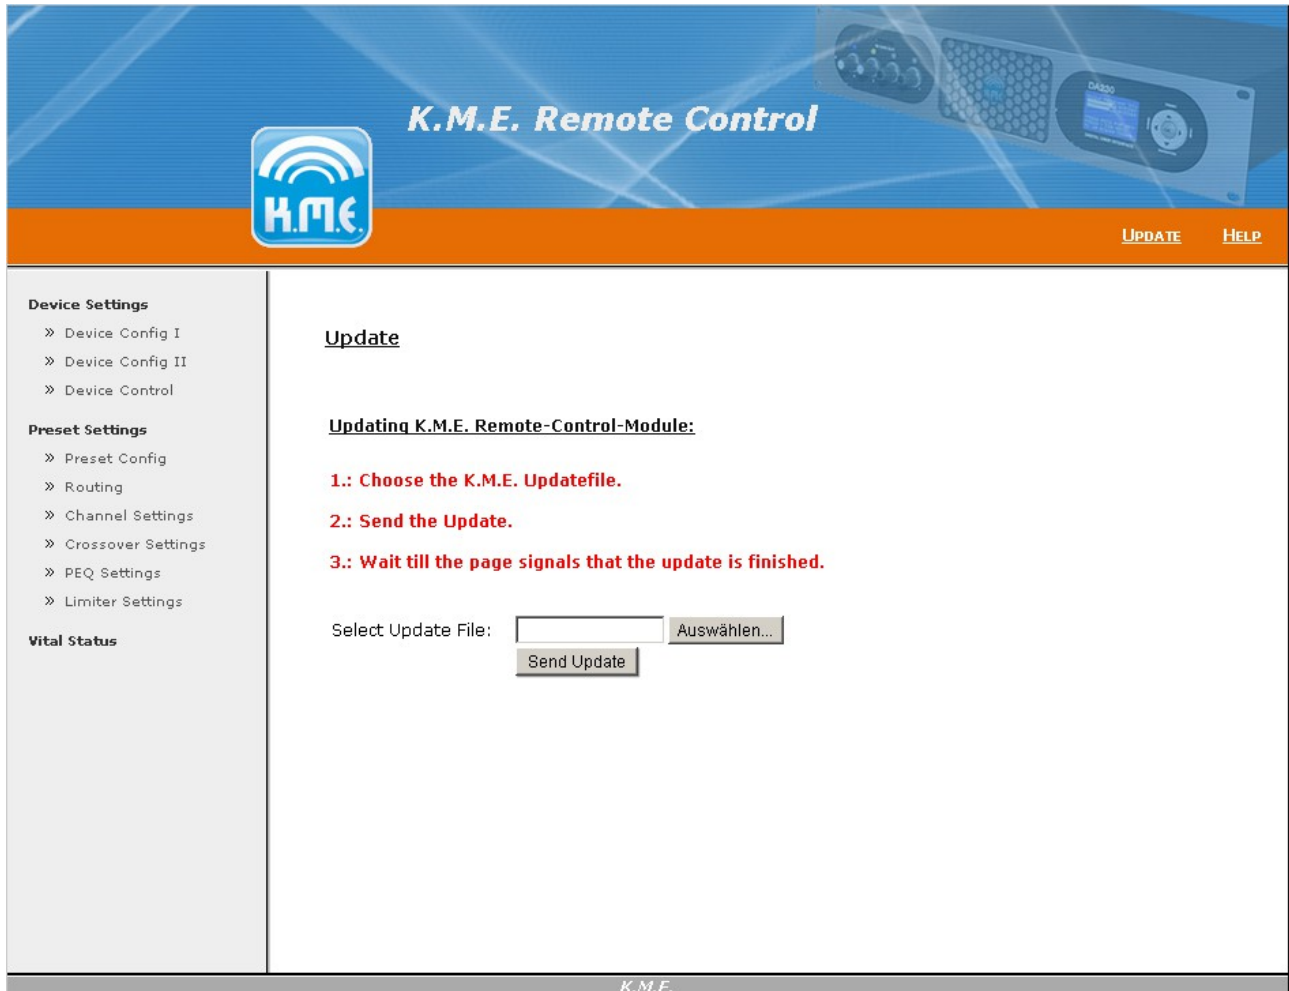 K.M.E. Remote Control
K.M.E.
DA230
UPDATE HELP
Device Settings
» Device Config I
» Device Config II
» Device Control
Preset Settings
» Preset Config
» Routing
» Channel Settings
» Crossover Settings
» PEQ Settings
» Limiter Settings
Vital Status
Update
Updating K.M.E. Remote-Control-Module:
1.: Choose the K.M.E. Updatefile.
2.: Send the Update.
3.: Wait till the page signals that the update is finished.
Select Update File: Auswählen...
Send Update
K.M.E.